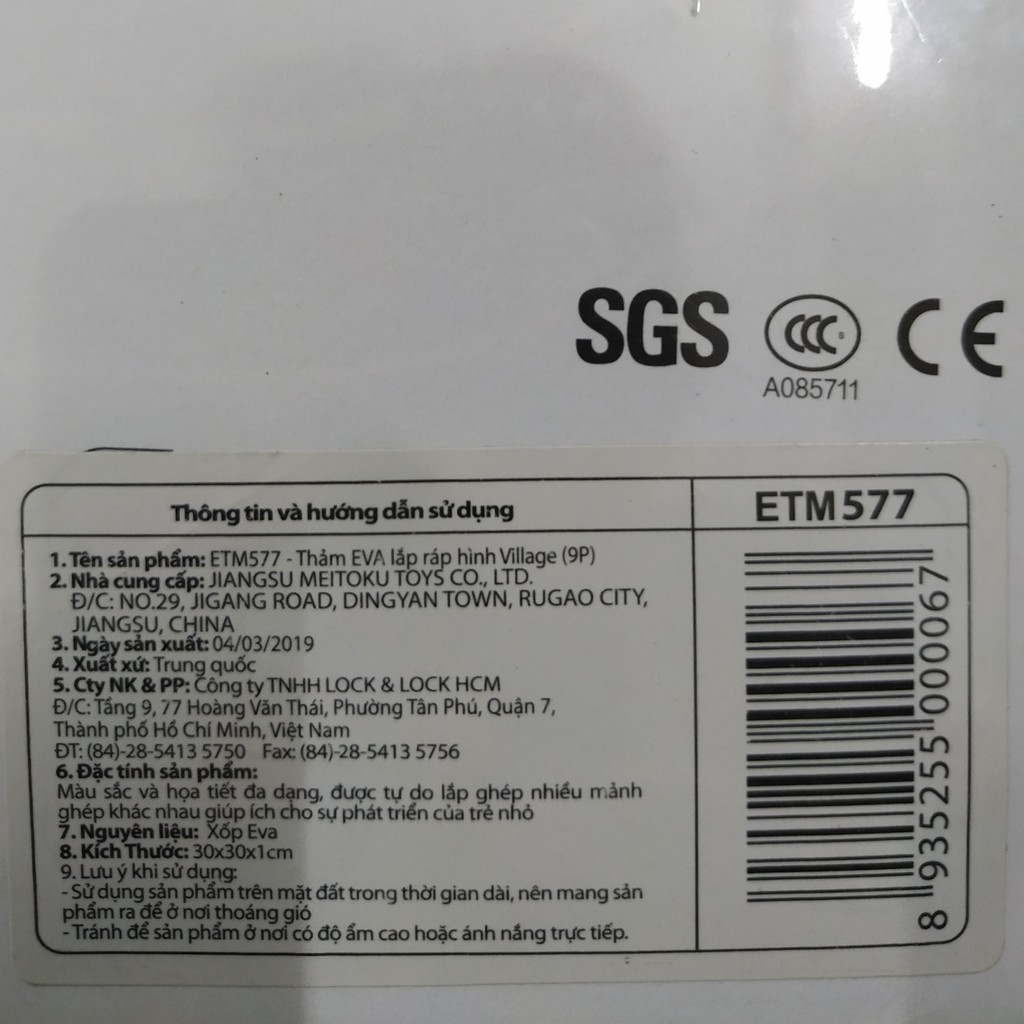 SGS
CCC S
CE
A085711
Thông tin và hướng dẫn sử dụng
ETM577
1. Tên sản phẩm: ETM577 - Thảm EVA lắp ráp hình Village (9P)
2. Nhà cung cấp: JIANGSU MEITOKU TOYS CO., LTD.
Đ/C: NO.29, JIGANG ROAD, DINGYAN TOWN, RUGAO CITY,
JIANGSU, CHINA
3. Ngày sản xuất: 04/03/2019
4. Xuất xứ: Trung quốc
5. Cty NK & PP: Công ty TNHH LOCK & LOCK HCM
Đ/C: Tầng 9, 77 Hoàng Văn Thái, Phường Tân Phú, Quận 7,
Thành phố Hồ Chí Minh, Việt Nam
ĐT: (84)-28-5413 5750 Fax: (84)-28-5413 5756
6. Đặc tính sản phẩm:
Màu sắc và họa tiết đa dạng, được tự do lắp ghép nhiều mảnh
ghép khác nhau giúp ích cho sự phát triển của trẻ nhỏ
7. Nguyên liệu: Xốp Eva
8. Kích Thước: 30x30x1cm
9. Lưu ý khi sử dụng:
- Sử dụng sản phẩm trên mặt đất trong thời gian dài, nên mang sản
phẩm ra để ở nơi thoáng gió
- Tránh để sản phẩm ở nơi có độ ẩm cao hoặc ánh nắng trực tiếp.
8 935255 000067